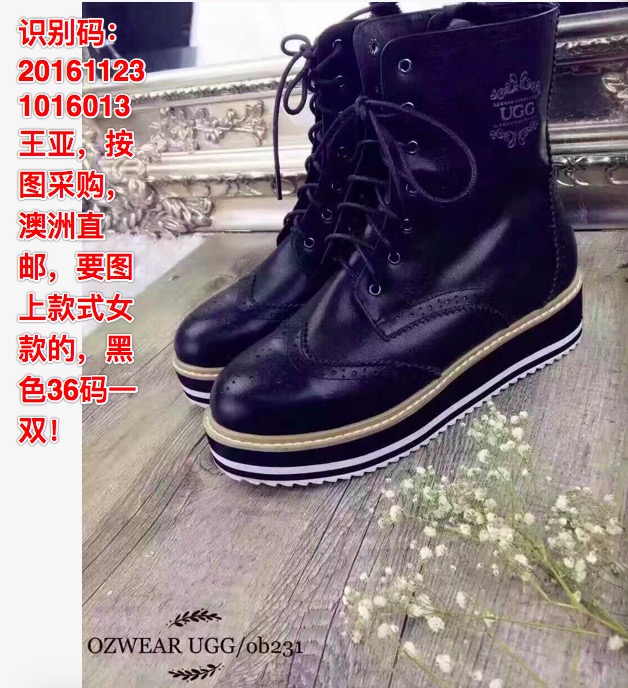 识别码：
20161123
1016013
王亚，按
图采购，
澳洲直
邮，要图
上款式女
款的，黑
色36码一
双！
UGG
OZWEAR UGG/ob231